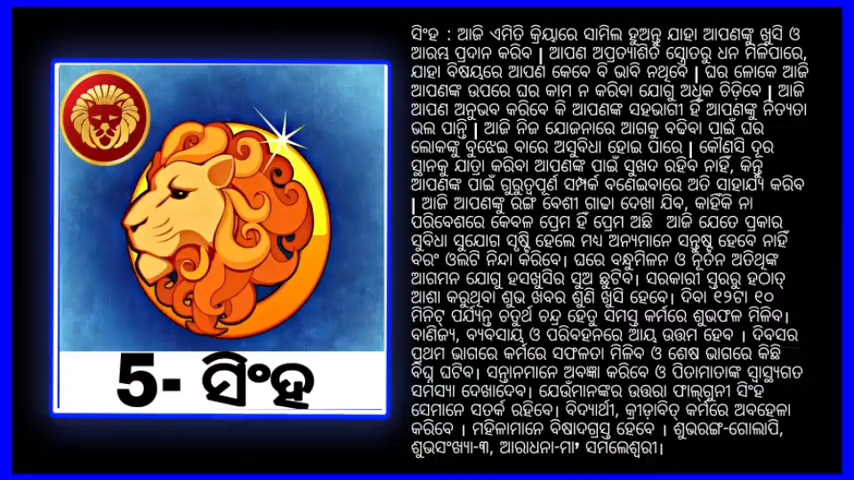 5- ସିଂହ
ସିଂହ : ଆଜି ଏମିତି କ୍ରିୟାରେ ସାମିଲ ହୁଅନ୍ତୁ ଯାହା ଆପଣଙ୍କୁ ଖୁସି ଓ
ଆରାମ ପ୍ରଦାନ କରିବ | ଆପଣ ଅପ୍ରତ୍ୟାଶିତ ସ୍ରୋତରୁ ଧନ ମିଳିପାରେ,
ଯାହା ବିଷୟରେ ଆପଣ କେବେ ବି ଭାବି ନଥିବେ | ଘର ଲୋକେ ଆଜି
ଆପଣଙ୍କ ଉପରେ ଘର କାମ ନ କରିବା ଯୋଗୁ ଅଧିକ ଚିଡ଼ିବେ | ଆଜି
ଆପଣ ଅନୁଭବ କରିବେ କି ଆପଣଙ୍କ ସହଭାଗୀ ହିଁ ଆପଣଙ୍କୁ ନିତ୍ୟତା
ଭଲ ପାନ୍ତି | ଆଜି ନିଜ ଯୋଜନାରେ ଆଗକୁ ବଢିବା ପାଇଁ ଘର
ଲୋକଙ୍କୁ ବୁଝେଇ ବାରେ ଅସୁବିଧା ହୋଇ ପାରେ | କୌଣସି ଦୂର
ସ୍ଥାନକୁ ଯାତ୍ରା କରିବା ଆପଣଙ୍କ ପାଇଁ ସୁଖଦ ରହିବ ନାହିଁ, କିନ୍ତୁ
ଆପଣଙ୍କ ପାଇଁ ଗୁରୁତ୍ୱପୂର୍ଣ ସମ୍ପର୍କ ବଣେଇବାରେ ଅତି ସାହାର୍ଯ୍ୟ କରିବ
| ଆଜି ଆପଣଙ୍କୁ ରଙ୍ଗ ବେଶୀ ଗାଢା ଦେଖା ଯିବ, କାହିଁକି ନା
ପରିବେଶରେ କେବଳ ପ୍ରେମ ହିଁ ପ୍ରେମ ଅଛି ଆଜି ଯେତେ ପ୍ରକାର
ସୁବିଧା ସୁଯୋଗ ସୃଷ୍ଟି ହେଲେ ମଧ୍ୟ ଅନ୍ୟମାନେ ସନ୍ତୁଷ୍ଟ ହେବେ ନାହିଁ
ବରଂ ଓଲଟି ନିନ୍ଦା କରିବେ। ଘରେ ବନ୍ଧୁମିଳନ ଓ ନୂତନ ଅତିଥିଙ୍କ
ଆଗମନ ଯୋଗୁ ହସଖୁସିର ସୁଅ ଛୁଟିବ। ସରକାରୀ ସ୍ତରରୁ ହଠାତ୍
ଆଶା କରୁଥିବା ଶୁଭ ଖବର ଶୁଣି ଖୁସି ହେବେ। ଦିବା ୧୨ଟା ୧୦
ମିନିଟ୍ ପର୍ଯ୍ୟନ୍ତ ଚତୁର୍ଥ ଚନ୍ଦ୍ର ହେତୁ ସମସ୍ତ କର୍ମରେ ଶୁଭଫଳ ମିଳିବ।
ବାଣିଜ୍ୟ, ବ୍ୟବସାୟ ଓ ପରିବହନରେ ଆୟ ଉତ୍ତମ ହେବ । ଦିବସର
ପ୍ରଥମ ଭାଗରେ କର୍ମରେ ସଫଳତା ମିଳିବ ଓ ଶେଷ ଭାଗରେ କିଛି
ବିଘ୍ନ ଘଟିବ। ସନ୍ତାନମାନେ ଅବଜ୍ଞା କରିବେ ଓ ପିତାମାତାଙ୍କ ସ୍ୱାସ୍ଥ୍ୟଗତ
ସମସ୍ୟା ଦେଖାଦେବ। ଯେଉଁମାନଙ୍କର ଉତ୍ତରା ଫାଲ୍‌ଗୁନୀ ସିଂହ
ସେମାନେ ସତର୍କ ରହିବେ। ବିଦ୍ୟାର୍ଥୀ, କ୍ରୀଡ଼ାବିତ୍ କର୍ମରେ ଅବହେଳା
କରିବେ । ମହିଳାମାନେ ବିଷାଦଗ୍ରସ୍ତ ହେବେ । ଶୁଭରଙ୍ଗ-ଗୋଲାପି,
ଶୁଭସଂଖ୍ୟା-୩, ଆରାଧନା-ମା’ ସମଲେଶ୍ୱରୀ।